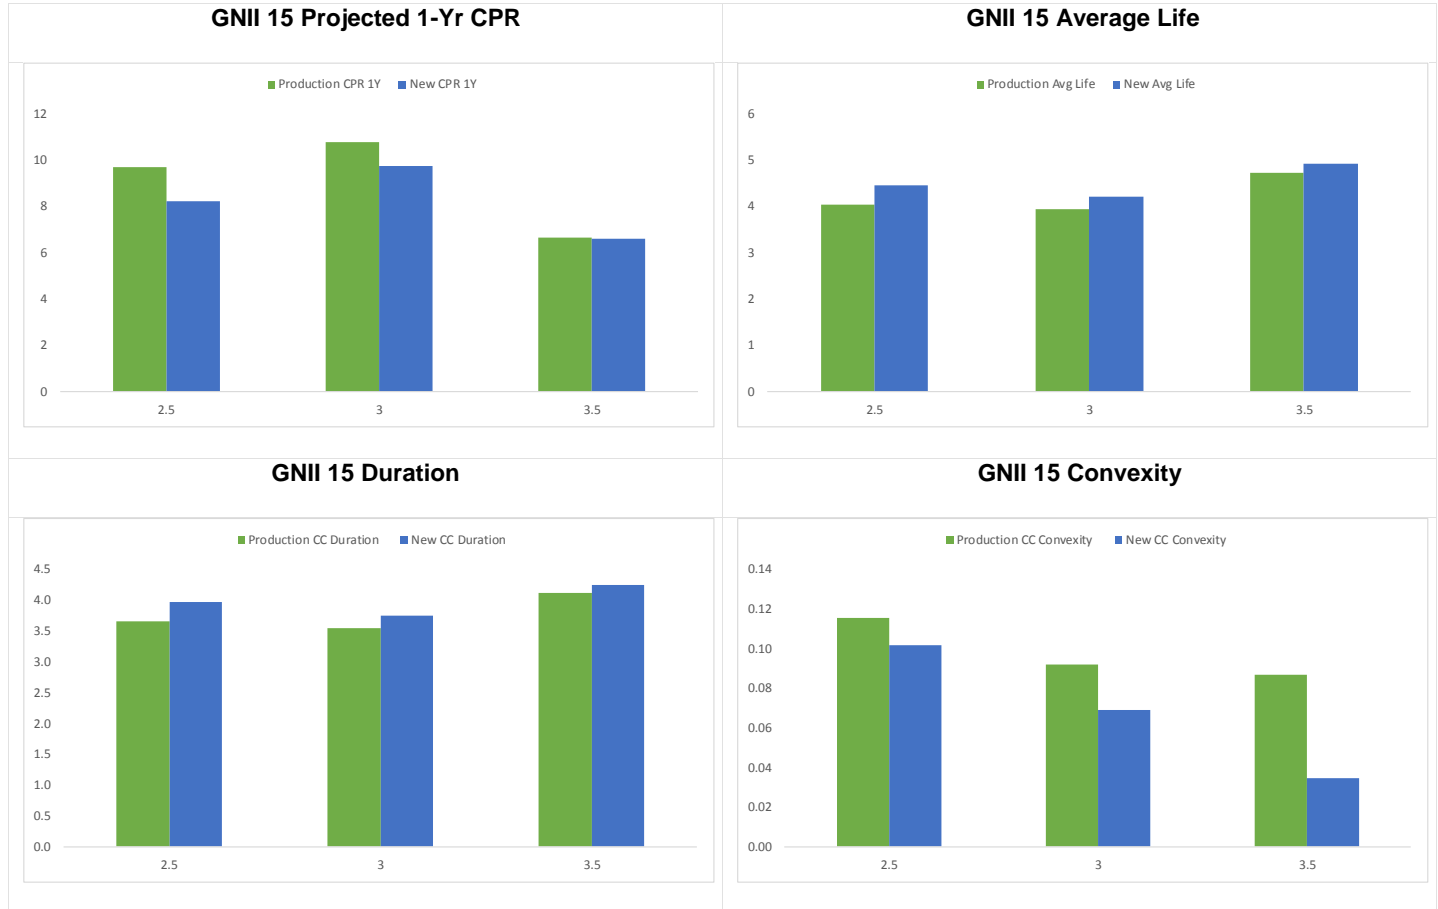 GNII 15 Projected 1-Yr CPR
Production CPR 1Y New CPR 1Y
12
10
8
6
4
2
0
2.5 3 3.5
GNII 15 Average Life
Production Avg Life New Avg Life
6
5
4
3
2
1
0
2.5 3 3.5
GNII 15 Duration
Production CC Duration New CC Duration
4.5
4.0
3.5
3.0
2.5
2.0
1.5
1.0
0.5
0.0
2.5 3 3.5
GNII 15 Convexity
Production CC Convexity New CC Convexity
0.14
0.12
0.10
0.08
0.06
0.04
0.02
0.00
2.5 3 3.5